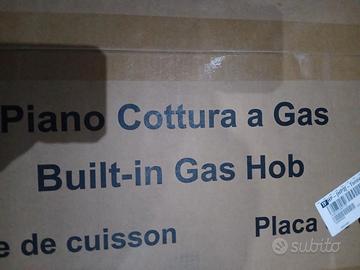 Piano Cottura a Gas
Built-in Gas Hob
e de cuisson
Placa
subito